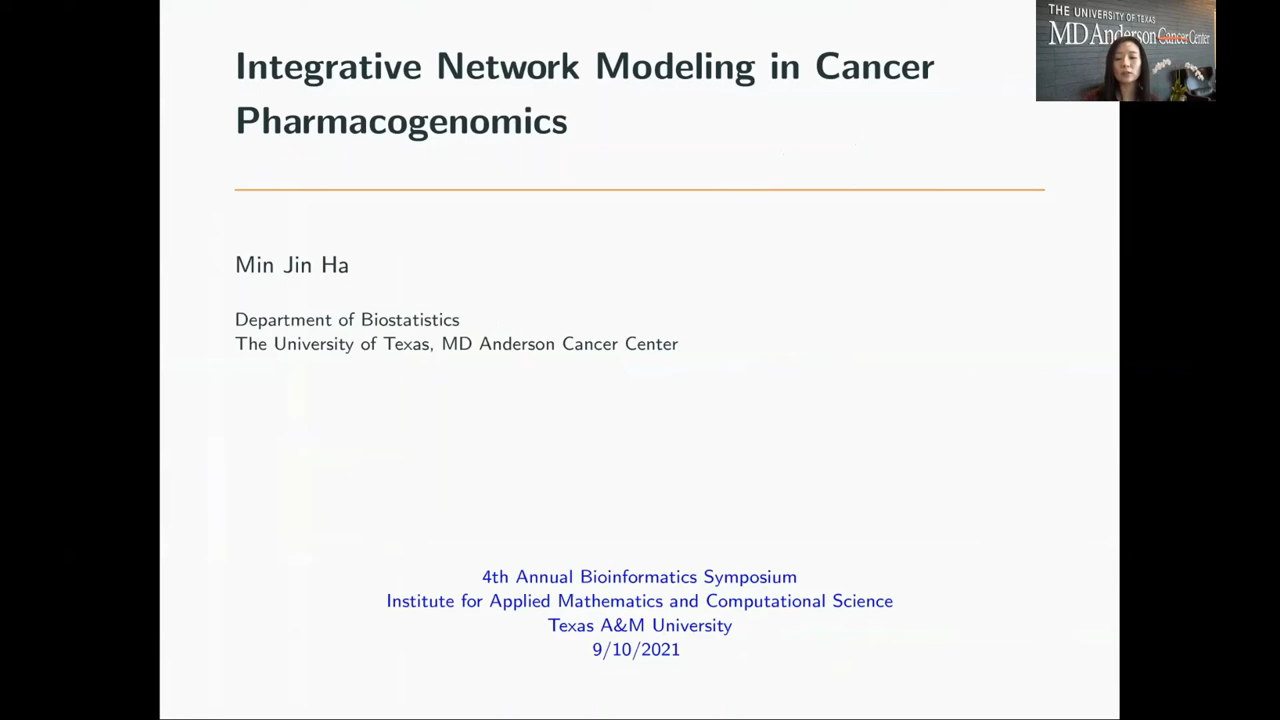 THE UNIVERSITY OF TEXAS
MD Anderson Cancer Center
Integrative Network Modeling in Cancer
Pharmacogenomics
Min Jin Ha
Department of Biostatistics
The University of Texas, MD Anderson Cancer Center
4th Annual Bioinformatics Symposium
Institute for Applied Mathematics and Computational Science
Texas A&M University
9/10/2021